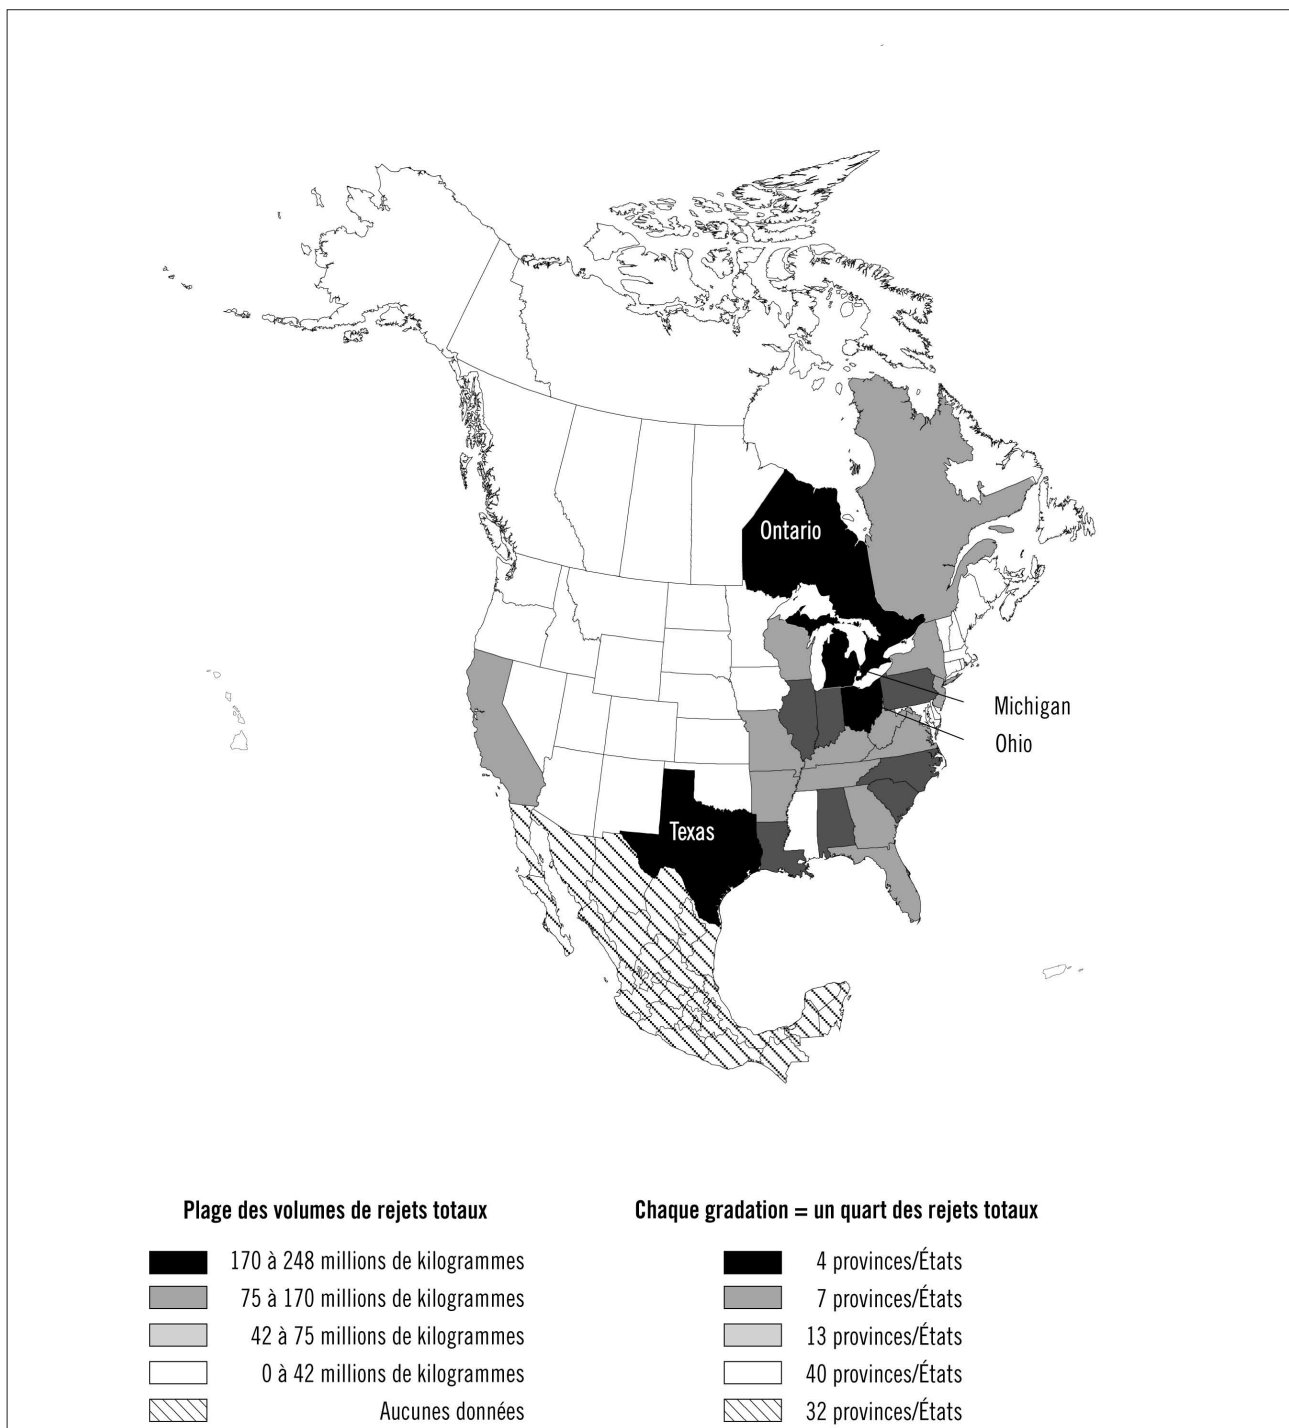 Ontario
Michigan
Ohio
Texas
Plage des volumes de rejets totaux
170 à 248 millions de kilogrammes
75 à 170 millions de kilogrammes
42 à 75 millions de kilogrammes
0 à 42 millions de kilogrammes
Aucunes données
Chaque gradation = un quart des rejets totaux
4 provinces/États
7 provinces/États
13 provinces/États
40 provinces/États
32 provinces/États